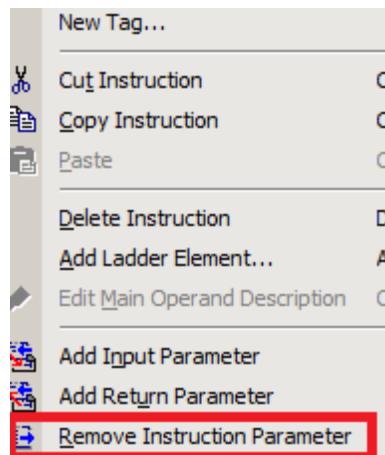 New Tag...
Cut Instruction C
Copy Instruction C
Paste C
Delete Instruction D
Add Ladder Element... A
Edit Main Operand Description C
Add Input Parameter
Add Return Parameter
Remove Instruction Parameter